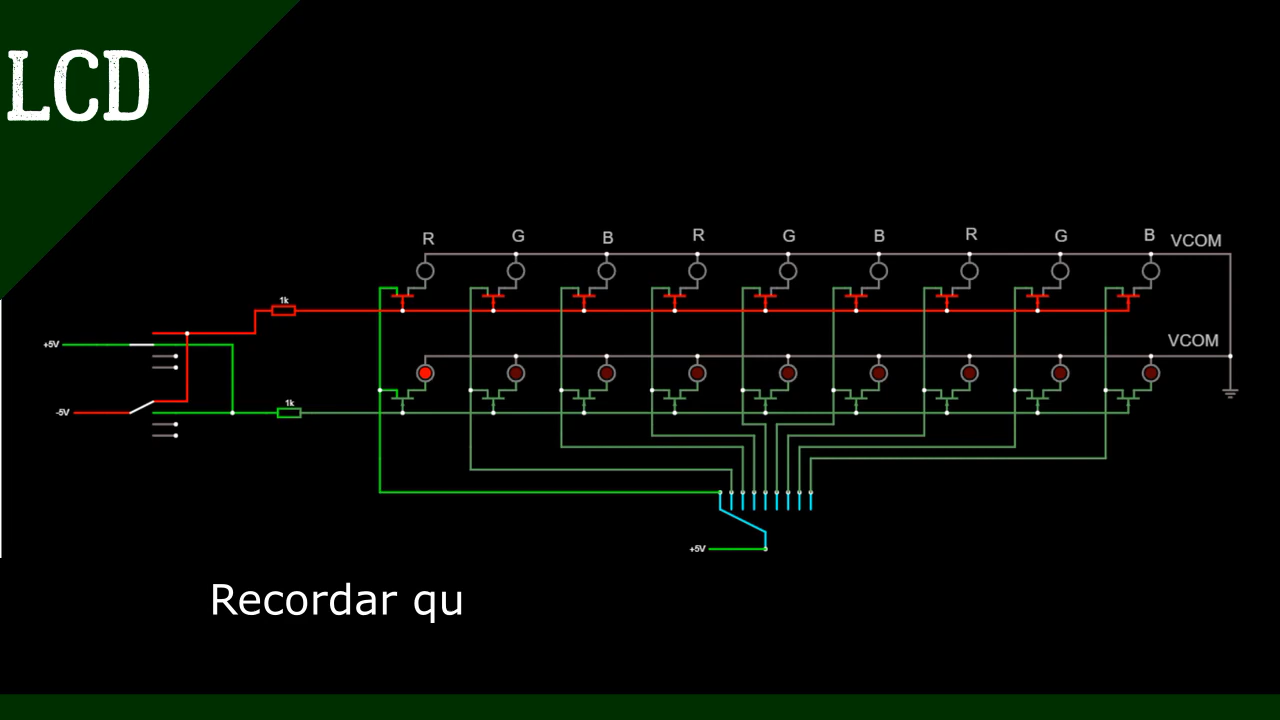 LCD
R G B R G B R G B VCOM
1k
+5V
VCOM
1k
-5V
+5V
Recordar qu